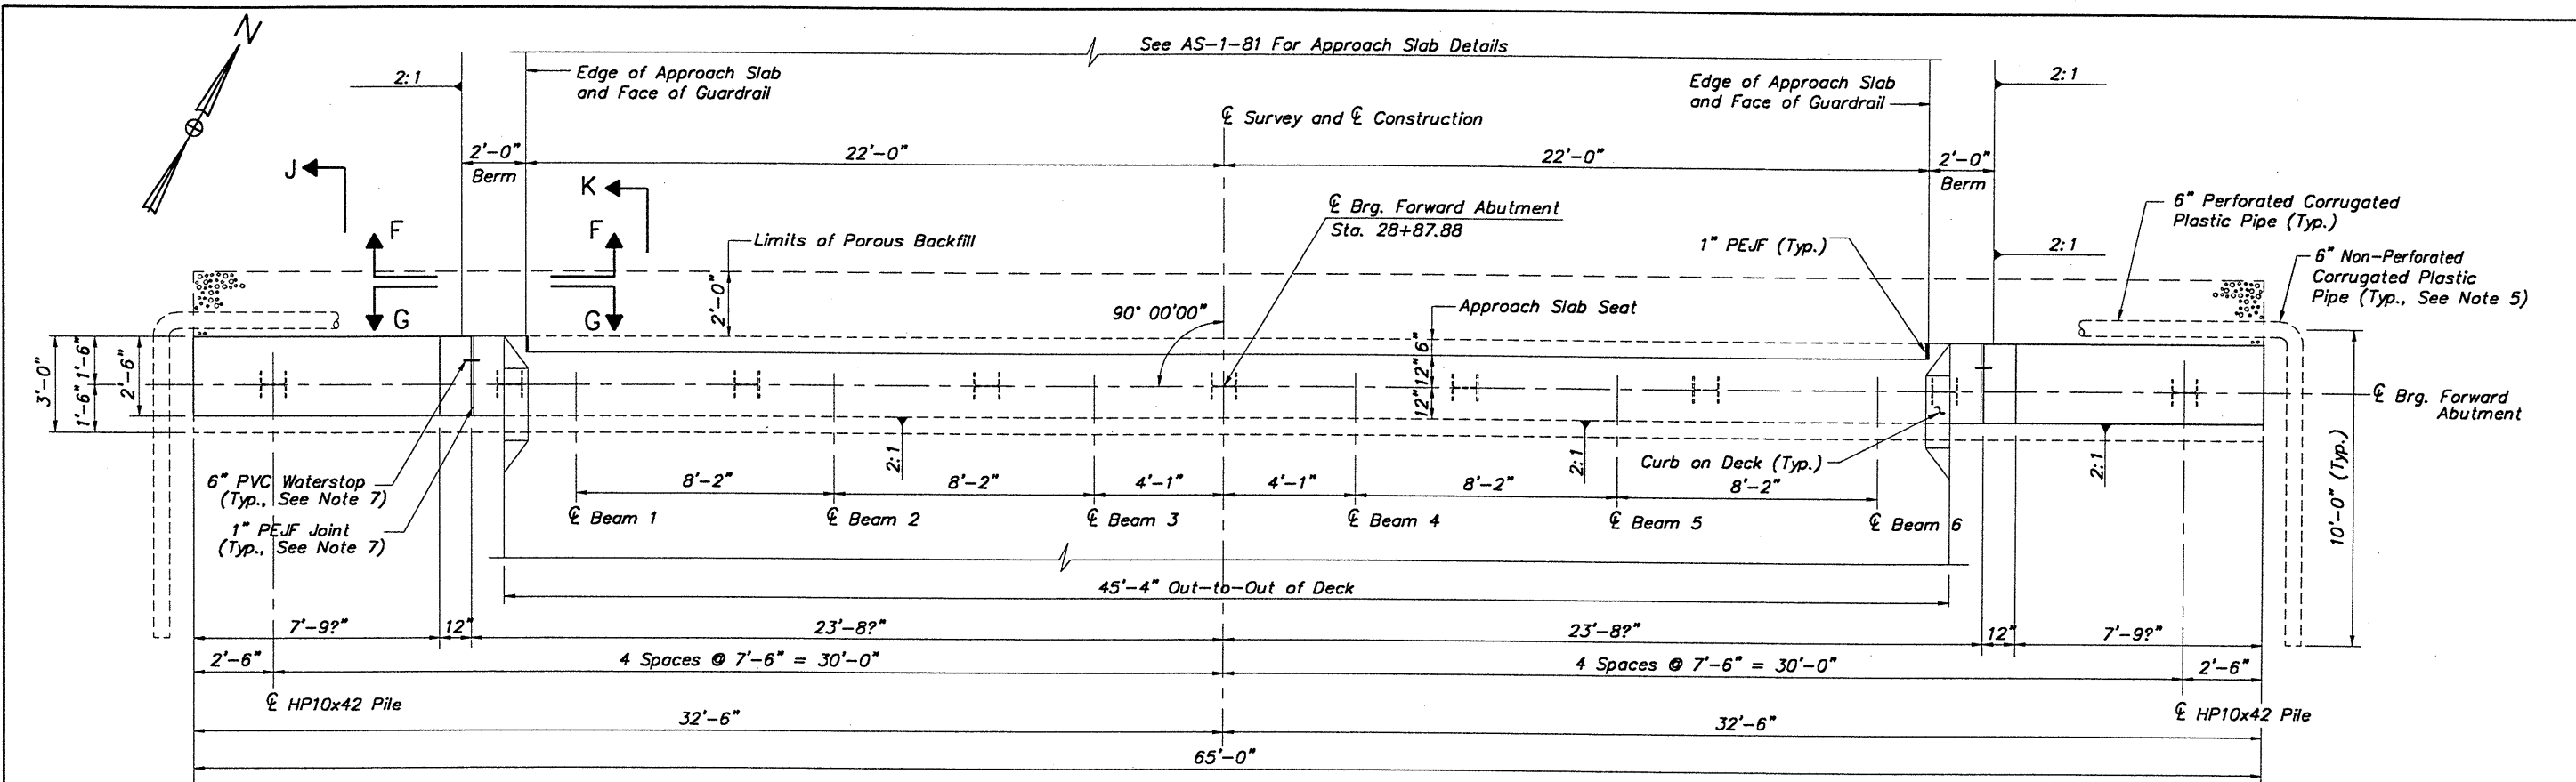 N
See AS-1-81 For Approach Slab Details
2:1
Edge of Approach Slab
and Face of Guardrail
Edge of Approach Slab
and Face of Guardrail
2:1
℄ Survey and ℄ Construction
2'-0"
Berm
22'-0"
22'-0"
2'-0"
Berm
J
K
F
F
Limits of Porous Backfill
℄ Brg. Forward Abutment
Sta. 28+87.88
1" PEJF (Typ.)
2:1
6" Perforated Corrugated
Plastic Pipe (Typ.)
6" Non-Perforated
Corrugated Plastic
Pipe (Typ., See Note 5)
G
G
2'-0"
90° 00'00"
Approach Slab Seat
3'-0"
1'-6"
1'-6"
2'-6"
6"
12"
12"
℄ Brg. Forward
Abutment
6" PVC Waterstop
(Typ., See Note 7)
1" PEJF Joint
(Typ., See Note 7)
2:1
2:1
2:1
Curb on Deck (Typ.)
10'-0" (Typ.)
8'-2"
8'-2"
4'-1"
4'-1"
8'-2"
8'-2"
℄ Beam 1
℄ Beam 2
℄ Beam 3
℄ Beam 4
℄ Beam 5
℄ Beam 6
45'-4" Out-to-Out of Deck
7'-9?"
12"
23'-8?"
23'-8?"
12"
7'-9?"
2'-6"
4 Spaces @ 7'-6" = 30'-0"
4 Spaces @ 7'-6" = 30'-0"
2'-6"
℄ HP10x42 Pile
℄ HP10x42 Pile
32'-6"
32'-6"
65'-0"